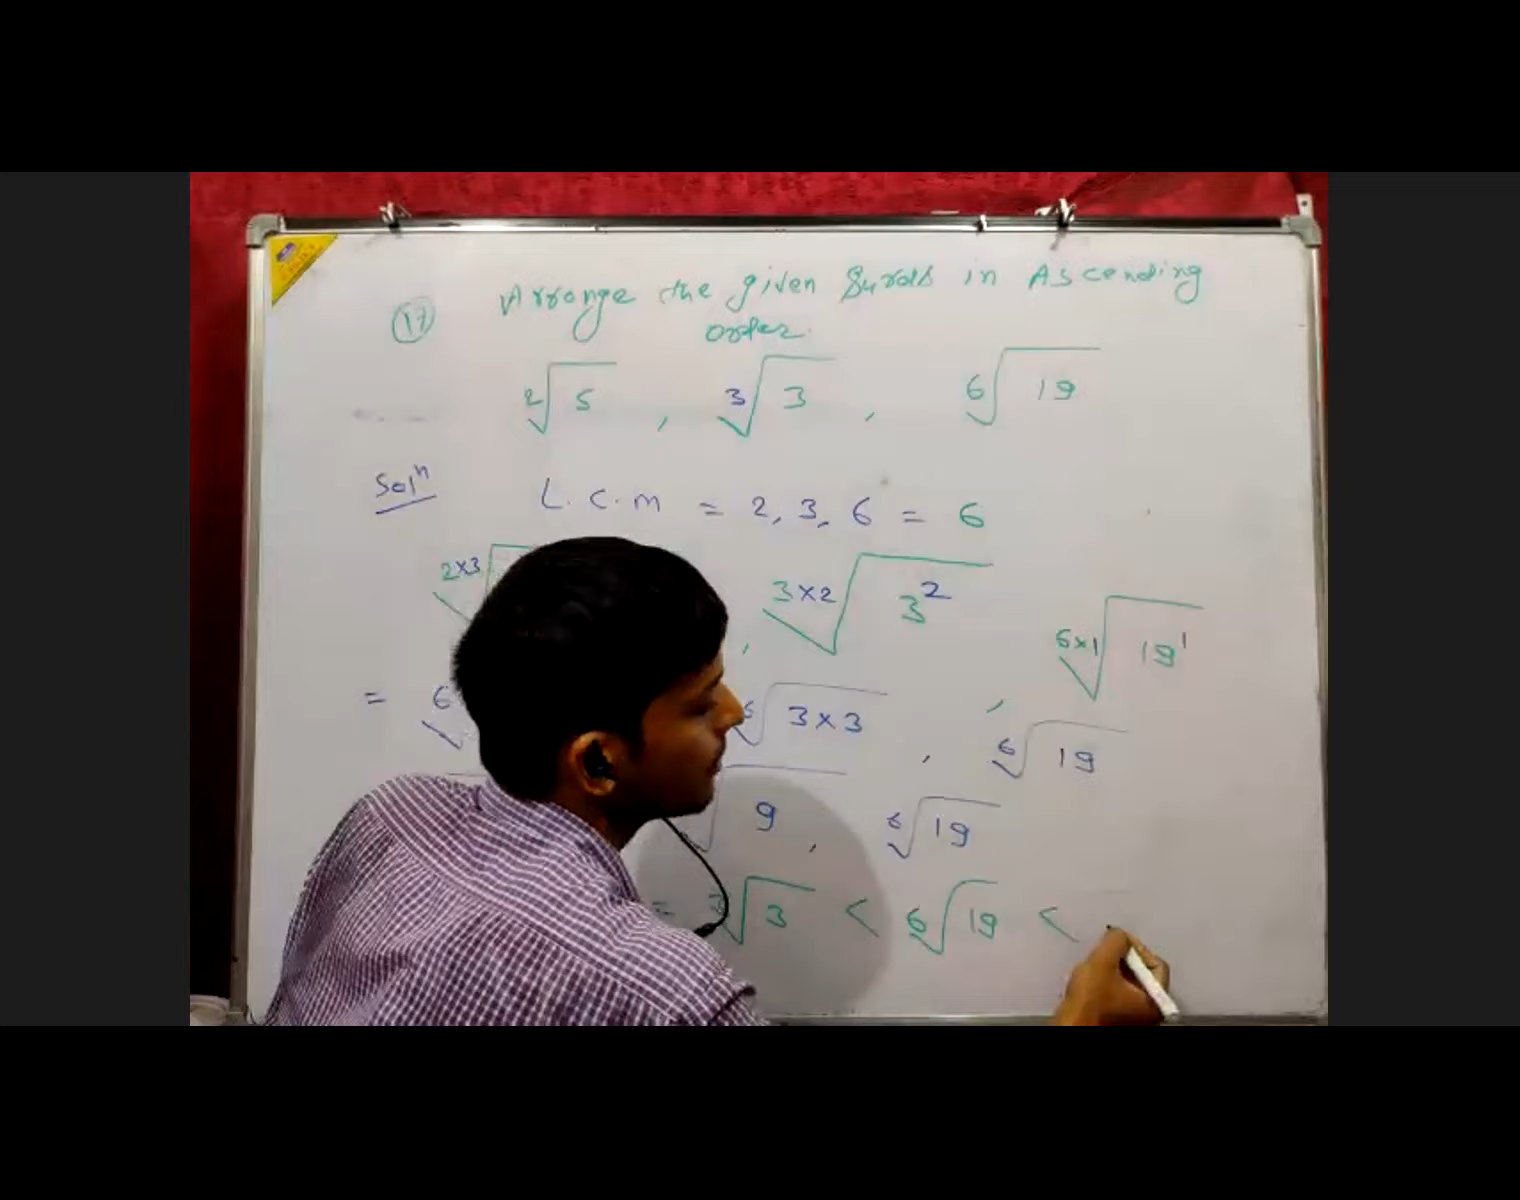 17 Arrange the given Surds in Ascending
order.
²√5 , ³√3 , ⁶√19
Solⁿ L.C.M = 2, 3, 6 = 6
2×3√ , 3×2√3² , 6×1√19¹
= 6√ , 6√3×3 , 6√19
√9 , 6√19
= ³√3 < ⁶√19 <